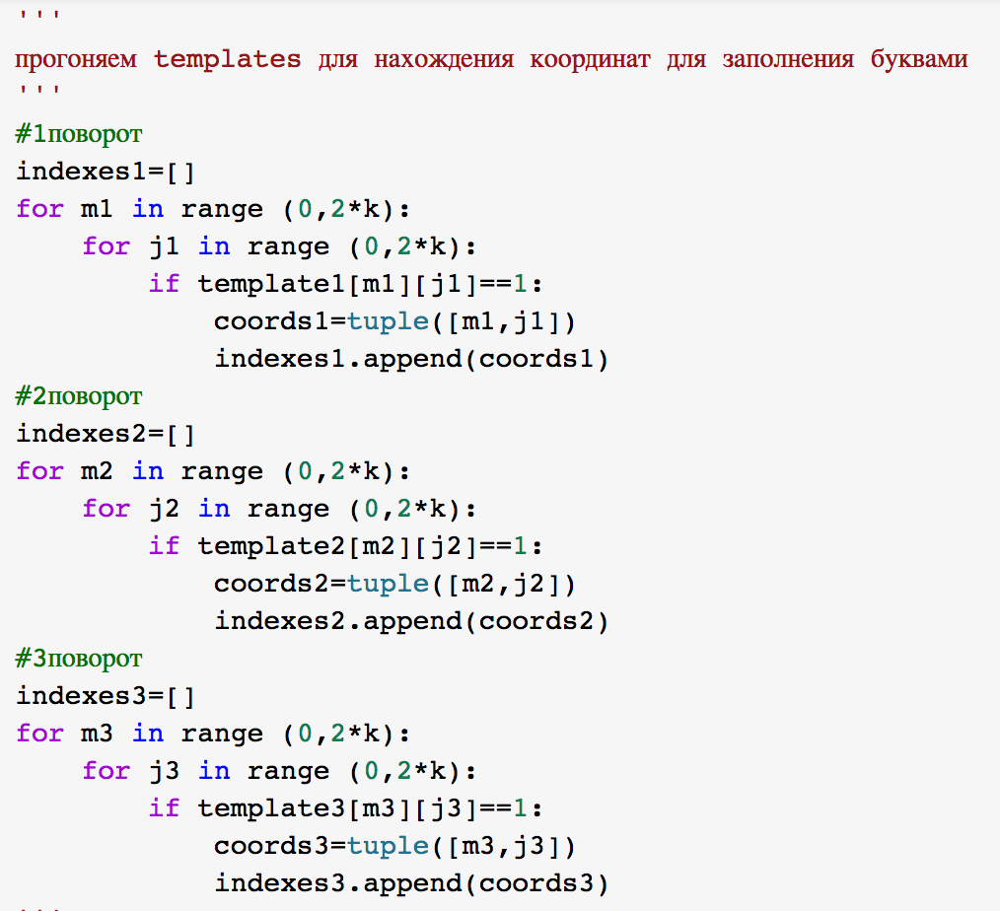 '''
прогоняем templates для нахождения координат для заполнения буквами
'''
#1поворот
indexes1=[]
for m1 in range (0,2*k):
    for j1 in range (0,2*k):
        if template1[m1][j1]==1:
            coords1=tuple([m1,j1])
            indexes1.append(coords1)
#2поворот
indexes2=[]
for m2 in range (0,2*k):
    for j2 in range (0,2*k):
        if template2[m2][j2]==1:
            coords2=tuple([m2,j2])
            indexes2.append(coords2)
#3поворот
indexes3=[]
for m3 in range (0,2*k):
    for j3 in range (0,2*k):
        if template3[m3][j3]==1:
            coords3=tuple([m3,j3])
            indexes3.append(coords3)
'''